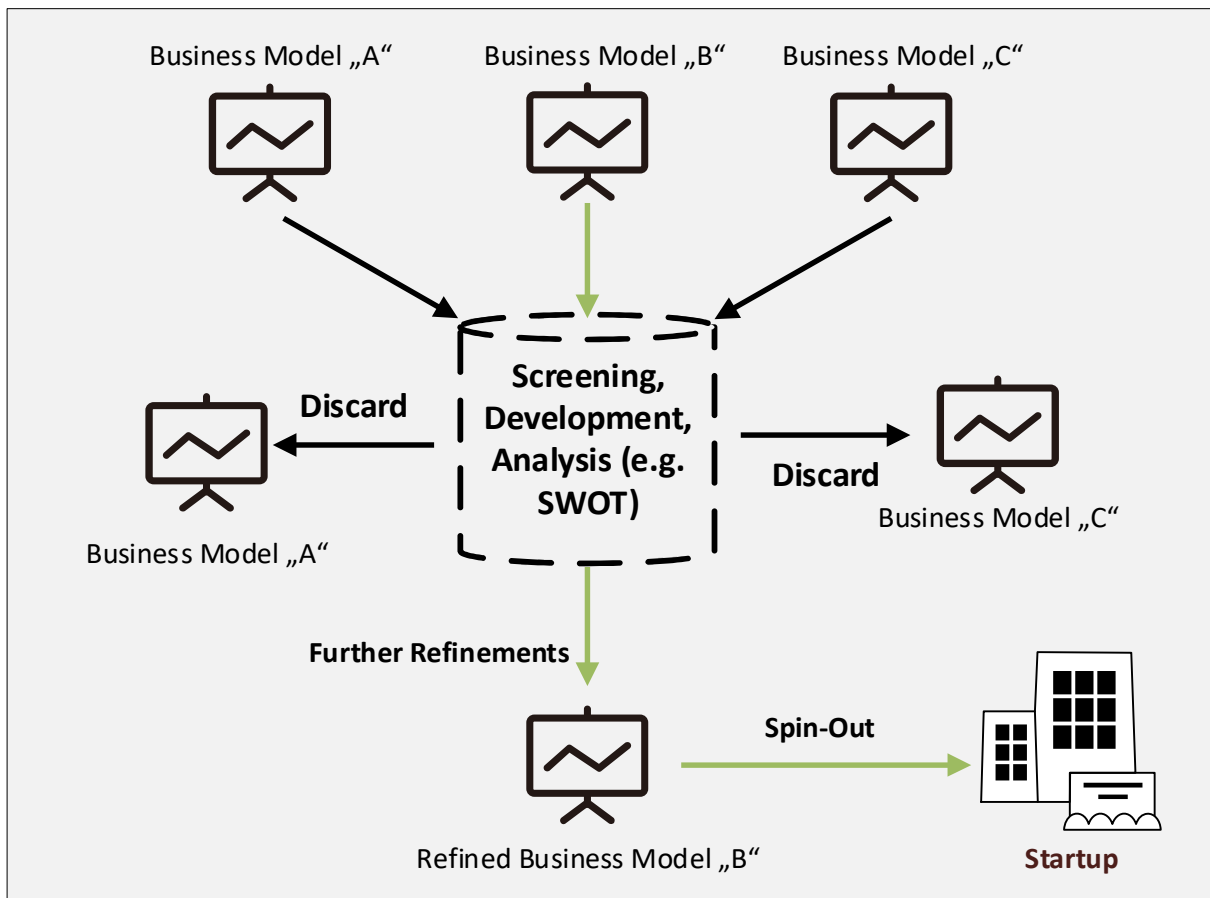 Business Model „A“
Business Model „B“
Business Model „C“
Screening,
Development,
Analysis (e.g.
SWOT)
Discard
Business Model „A“
Discard
Business Model „C“
Further Refinements
Refined Business Model „B“
Spin-Out
Startup